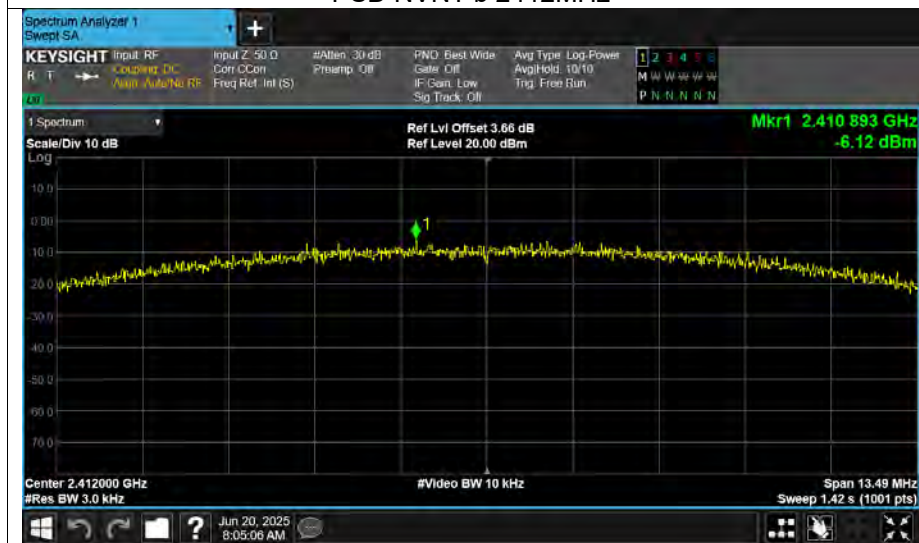 PSD NVNT b 2412MHz
Spectrum Analyzer 1
Swept SA
+
KEYSIGHT Input: RF Input Z: 50 Ω #Atten: 30 dB PNO: Best Wide Avg Type: Log-Power 1 2 3 4 5 6
R T Coupling: DC Corr CCorr Preamp: Off Gate: Off Avg|Hold: 10/10 M W W W W W
Align: Auto/No RF Freq Ref: Int (S) IF Gain: Low Trig: Free Run
Sig Track: Off P N N N N N
1 Spectrum Ref Lvl Offset 3.66 dB Mkr1 2.410 893 GHz
Scale/Div 10 dB Ref Level 20.00 dBm -6.12 dBm
Log
10.0
0.00
1
-10.0
-20.0
-30.0
-40.0
-50.0
-60.0
-70.0
Center 2.412000 GHz #Video BW 10 kHz Span 13.49 MHz
#Res BW 3.0 kHz Sweep 1.42 s (1001 pts)
? Jun 20, 2025
8:05:06 AM